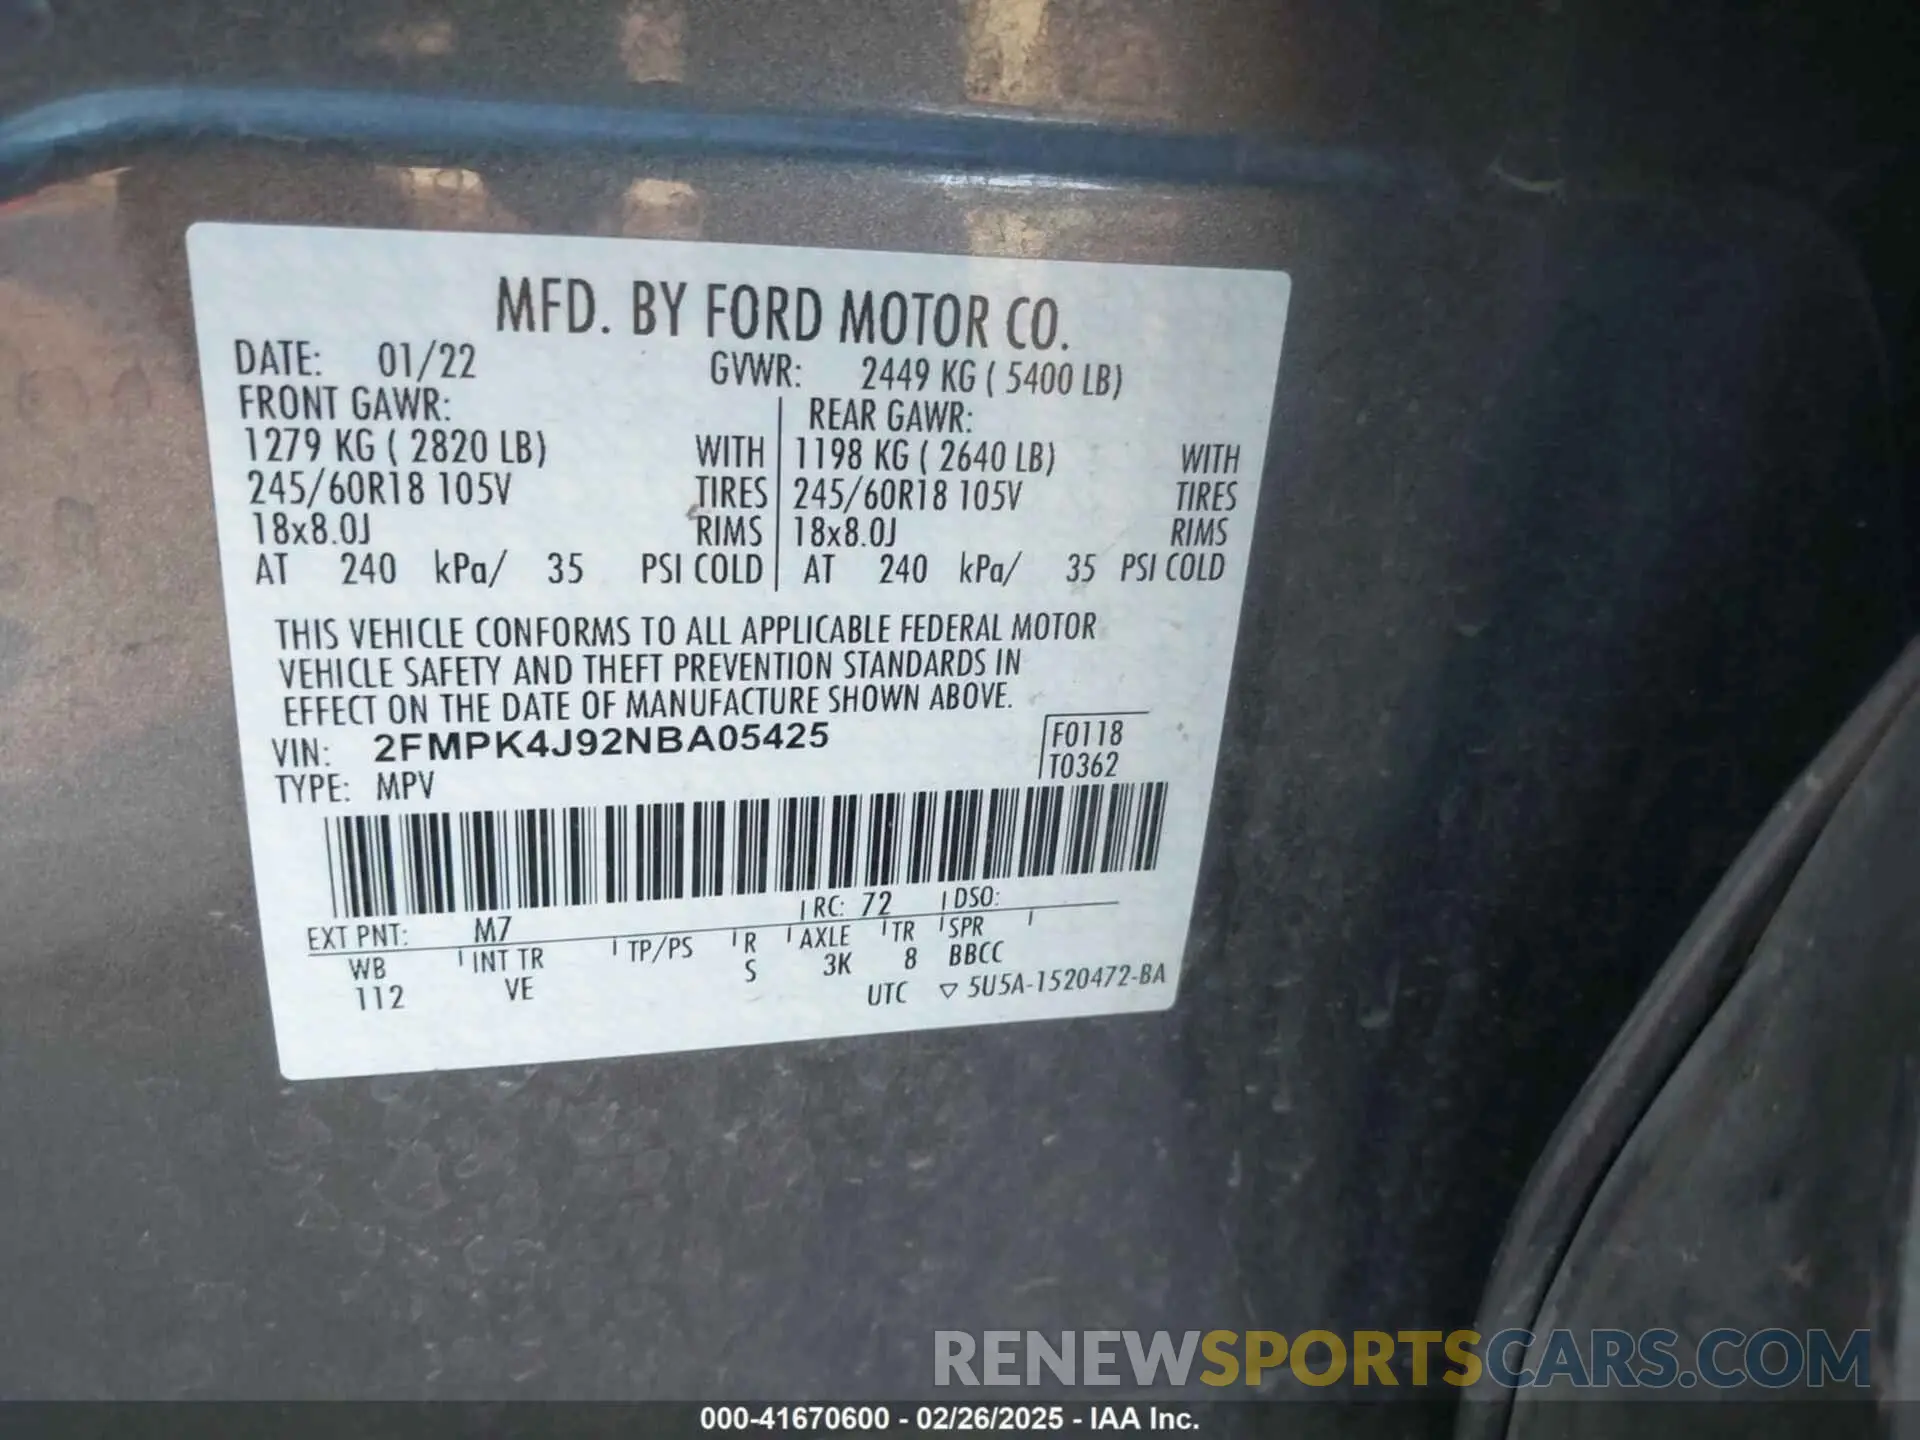 MFD. BY FORD MOTOR CO.
DATE: 01/22 GVWR: 2449 KG ( 5400 LB)
FRONT GAWR: REAR GAWR:
1279 KG ( 2820 LB) WITH 1198 KG ( 2640 LB) WITH
245/60R18 105V TIRES 245/60R18 105V TIRES
18x8.0J RIMS 18x8.0J RIMS
AT 240 kPa/ 35 PSI COLD AT 240 kPa/ 35 PSI COLD
THIS VEHICLE CONFORMS TO ALL APPLICABLE FEDERAL MOTOR
VEHICLE SAFETY AND THEFT PREVENTION STANDARDS IN
EFFECT ON THE DATE OF MANUFACTURE SHOWN ABOVE.
VIN: 2FMPK4J92NBA05425 F0118
TYPE: MPV T0362
EXT PNT: M7 RC: 72 DSO:
WB INT TR TP/PS R AXLE TR SPR
112 VE S 3K 8 BBCC
UTC ▽ 5U5A-1520472-BA
RENEWSPORTSCARS.COM
000-41670600 - 02/26/2025 - IAA Inc.